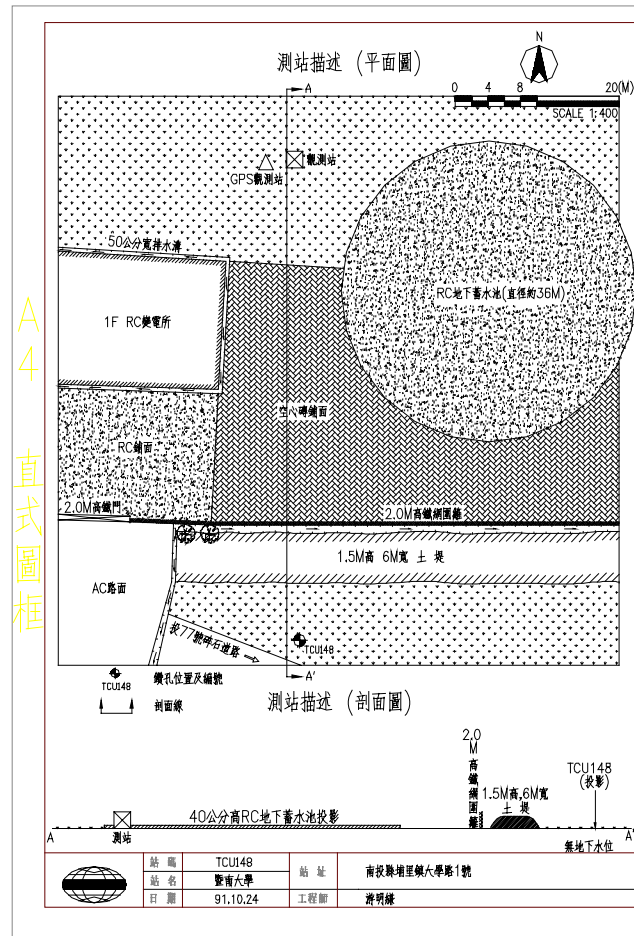 測站描述 (平面圖)
N
A
0 4 8 20(M)
SCALE 1:400
觀測站
GPS觀測站
50公分寬排水溝
RC地下蓄水池(直徑約36M)
1F RC變電所
空心磚鋪面
RC鋪面
2.0M高鐵門
2.0M高鐵網圍籬
1.5M高 6M寬 土 堤
AC路面
投77號碎石道路
TCU148
A'
TCU148
鑽孔位置及編號
剖面線
測站描述 (剖面圖)
2.0M高鐵網圍籬
TCU148
(投影)
1.5M高,6M寬
土 堤
40公分高RC地下蓄水池投影
A
測站
A'
無地下水位
站 碼 TCU148 站 址 南投縣埔里鎮大學路1號
站 名 暨南大學
日 期 91.10.24 工程師
A4 直式圖框